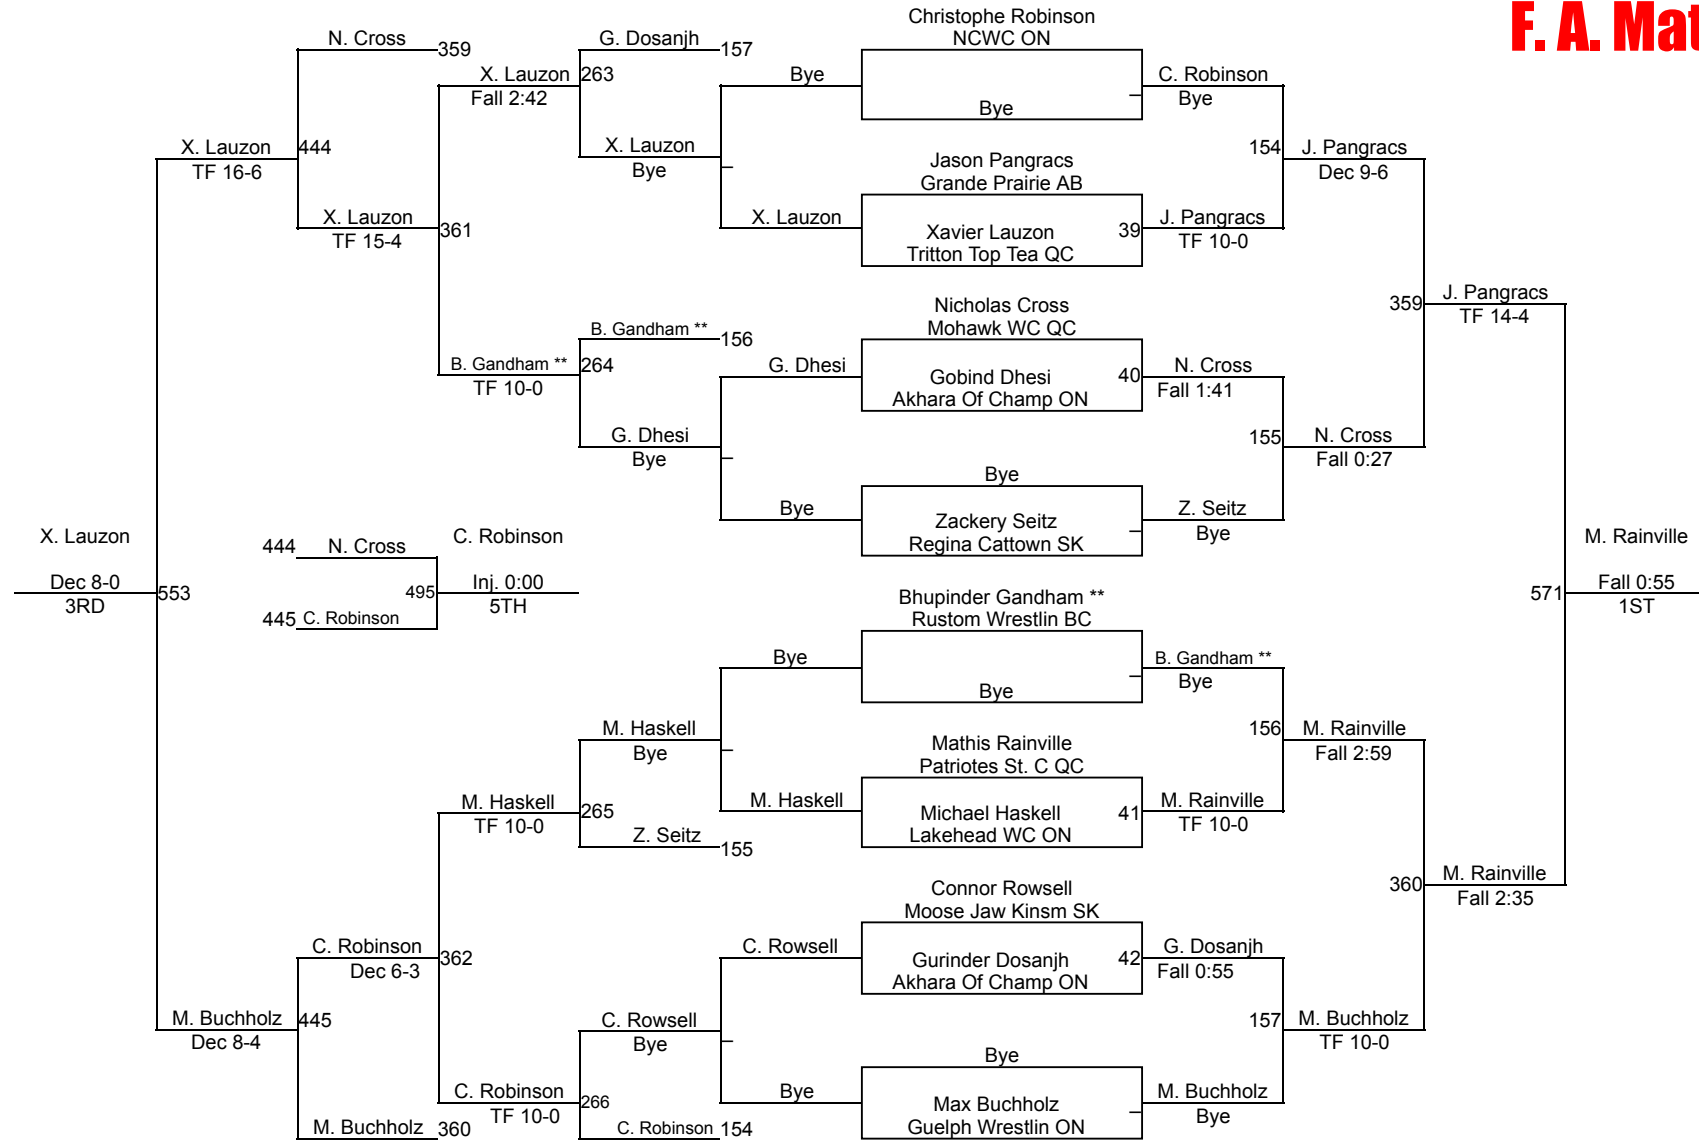 F. A. Mat
Christophe Robinson
NCWC ON
N. Cross
359
G. Dosanjh
157
X. Lauzon
263
Fall 2:42
Bye
C. Robinson
Bye
Bye
X. Lauzon
444
TF 16-6
X. Lauzon
Bye
154
J. Pangracs
Dec 9-6
Jason Pangracs
Grande Prairie AB
X. Lauzon
361
TF 15-4
X. Lauzon
Xavier Lauzon
39
Tritton Top Tea QC
J. Pangracs
TF 10-0
Nicholas Cross
Mohawk WC QC
359
J. Pangracs
TF 14-4
B. Gandham **
156
B. Gandham **
264
TF 10-0
G. Dhesi
Gobind Dhesi
40
Akhara Of Champ ON
N. Cross
Fall 1:41
G. Dhesi
Bye
155
N. Cross
Fall 0:27
Bye
Bye
Zackery Seitz
Regina Cattown SK
Z. Seitz
Bye
X. Lauzon
444
N. Cross
C. Robinson
M. Rainville
Dec 8-0
553
3RD
495
Inj. 0:00
5TH
571
Fall 0:55
1ST
445
C. Robinson
Bhupinder Gandham **
Rustom Wrestlin BC
Bye
B. Gandham **
Bye
Bye
M. Haskell
Bye
156
M. Rainville
Fall 2:59
Mathis Rainville
Patriotes St. C QC
M. Haskell
265
TF 10-0
M. Haskell
Michael Haskell
41
Lakehead WC ON
M. Rainville
TF 10-0
Z. Seitz
155
360
M. Rainville
Fall 2:35
Connor Rowsell
Moose Jaw Kinsm SK
C. Robinson
362
Dec 6-3
C. Rowsell
Gurinder Dosanjh
42
Akhara Of Champ ON
G. Dosanjh
Fall 0:55
M. Buchholz
445
Dec 8-4
C. Rowsell
Bye
157
M. Buchholz
TF 10-0
Bye
C. Robinson
266
TF 10-0
Bye
Max Buchholz
Guelph Wrestlin ON
M. Buchholz
Bye
M. Buchholz
360
C. Robinson
154